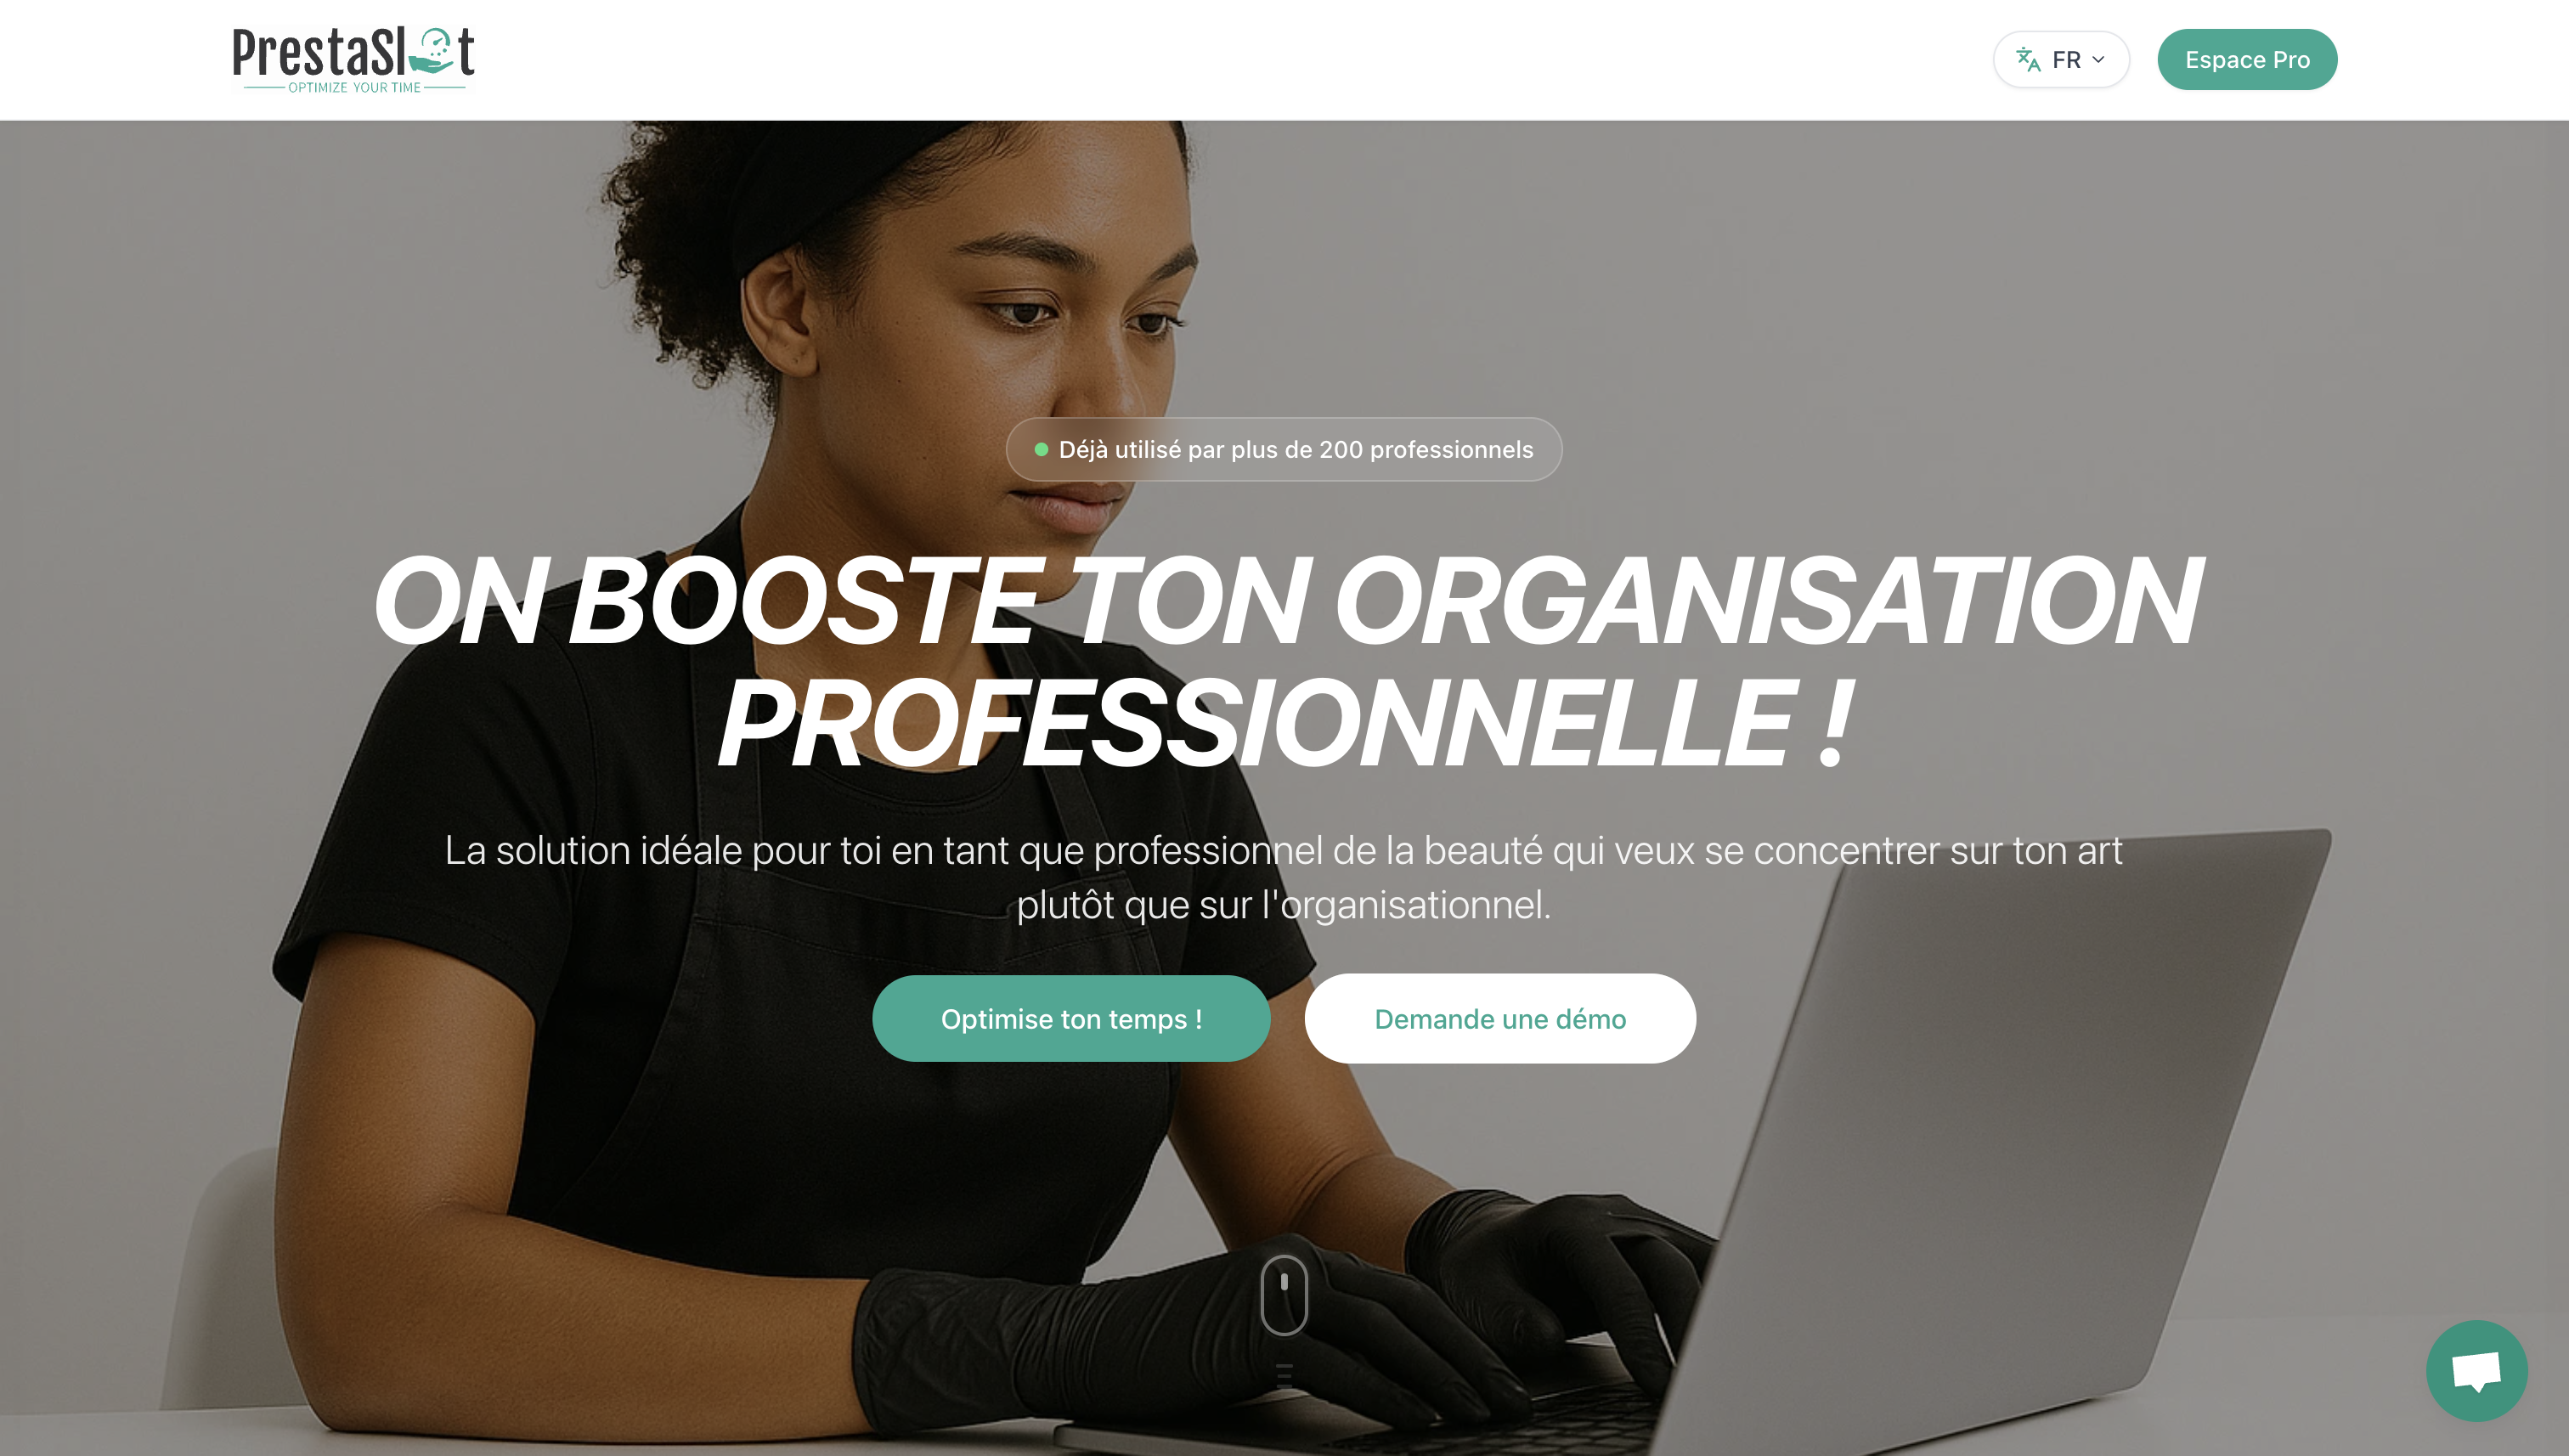 PrestaSlot
OPTIMIZE YOUR TIME
FR
Espace Pro
Déjà utilisé par plus de 200 professionnels
ON BOOSTE TON ORGANISATION
PROFESSIONNELLE !
La solution idéale pour toi en tant que professionnel de la beauté qui veux se concentrer sur ton art
plutôt que sur l'organisationnel.
Optimise ton temps !
Demande une démo